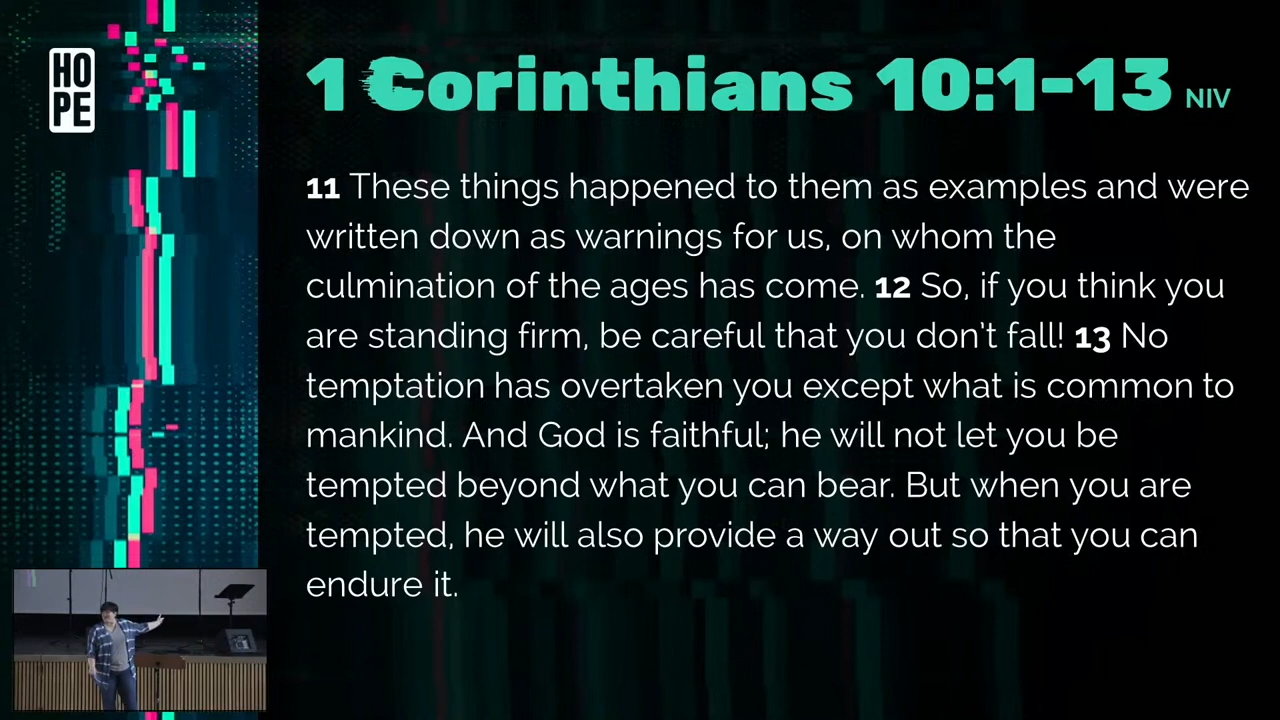 HO
PE
1 Corinthians 10:1-13 NIV
11 These things happened to them as examples and were
written down as warnings for us, on whom the
culmination of the ages has come. 12 So, if you think you
are standing firm, be careful that you don't fall! 13 No
temptation has overtaken you except what is common to
mankind. And God is faithful; he will not let you be
tempted beyond what you can bear. But when you are
tempted, he will also provide a way out so that you can
endure it.